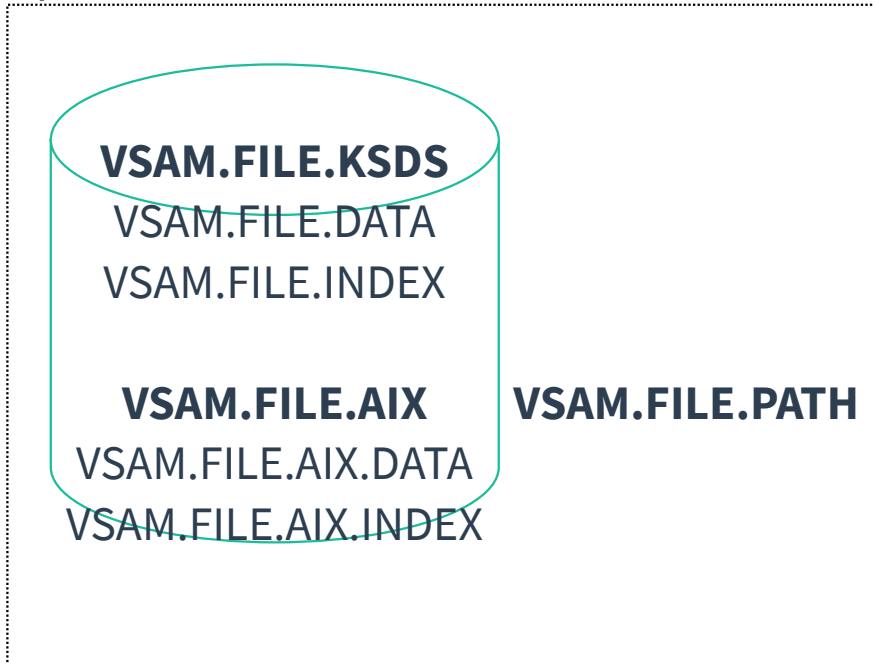 VSAM.FILE.KSDS
VSAM.FILE.DATA
VSAM.FILE.INDEX
VSAM.FILE.AIX
VSAM.FILE.PATH
VSAM.FILE.AIX.DATA
VSAM.FILE.AIX.INDEX